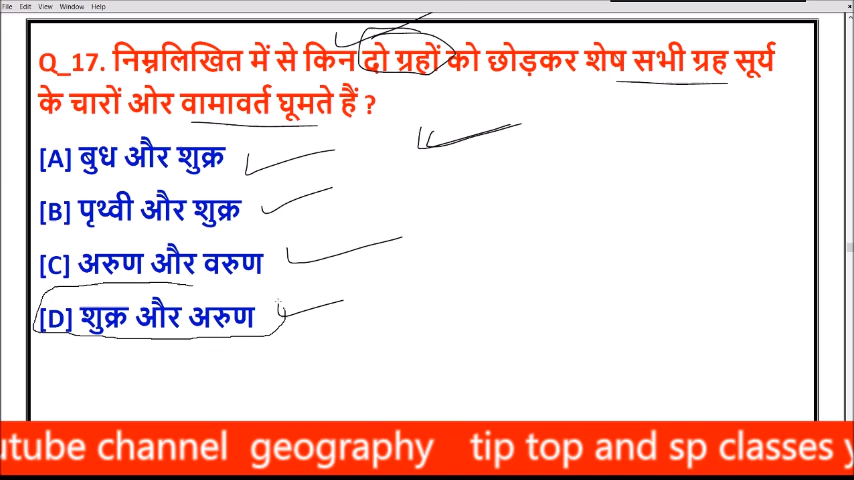 File Edit View Window Help
Q_17. निम्नलिखित में से किन दो ग्रहों को छोड़कर शेष सभी ग्रह सूर्य
के चारों ओर वामावर्त घूमते हैं ?
[A] बुध और शुक्र
[B] पृथ्वी और शुक्र
[C] अरुण और वरुण
[D] शुक्र और अरुण
utube channel geography tip top and sp classes y